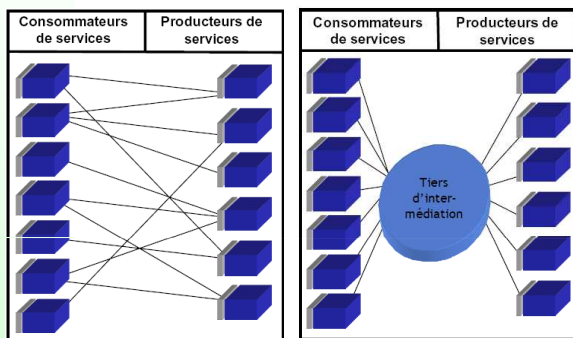 Consommateurs
de services
Producteurs de
services
Consommateurs
de services
Producteurs de
services
Tiers
d'inter-
médiation